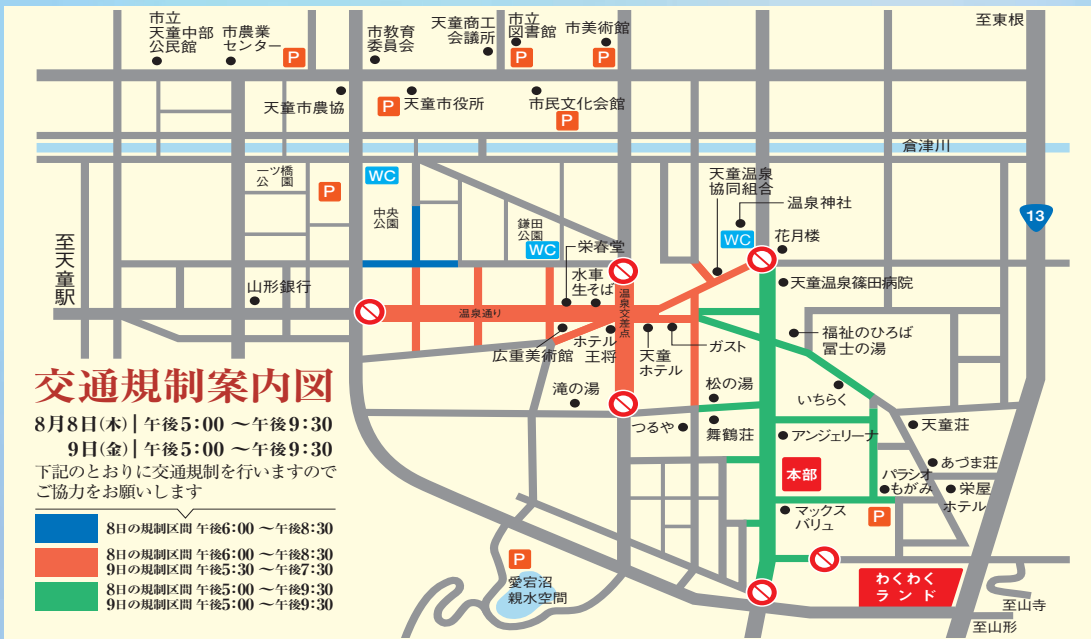 市立
天童中部
公民館
市農業
センター
P
市教育
委員会
天童商工
会議所
市立
図書館
P
市美術館
P
至東根
天童市農協
P
天童市役所
市民文化会館
P
倉津川
一ツ橋
公園
P
WC
中央
公園
鎌田
公園
WC
天童温泉
協同組合
温泉神社
WC
花月楼
13
至天童駅
山形銀行
栄春堂
水車
生そば
温泉通り
温泉交差点
天童温泉篠田病院
広重美術館
ホテル
王将
天童
ホテル
ガスト
福祉のひろば
冨士の湯
滝の湯
松の湯
いちらく
つるや
舞鶴荘
アンジェリーナ
天童荘
本部
パラシオ
もがみ
あづま荘
栄屋
ホテル
マックス
バリュ
P
P
愛宕沼
親水空間
わくわく
ランド
至山寺
至山形
交通規制案内図
8月8日(木)|午後5:00 ～午後9:30
9日(金)|午後5:00 ～午後9:30
下記のとおりに交通規制を行いますので
ご協力をお願いします
8日の規制区間 午後6:00 ～午後8:30
8日の規制区間 午後6:00 ～午後8:30
9日の規制区間 午後5:30 ～午後7:30
8日の規制区間 午後5:00 ～午後9:30
9日の規制区間 午後5:00 ～午後9:30